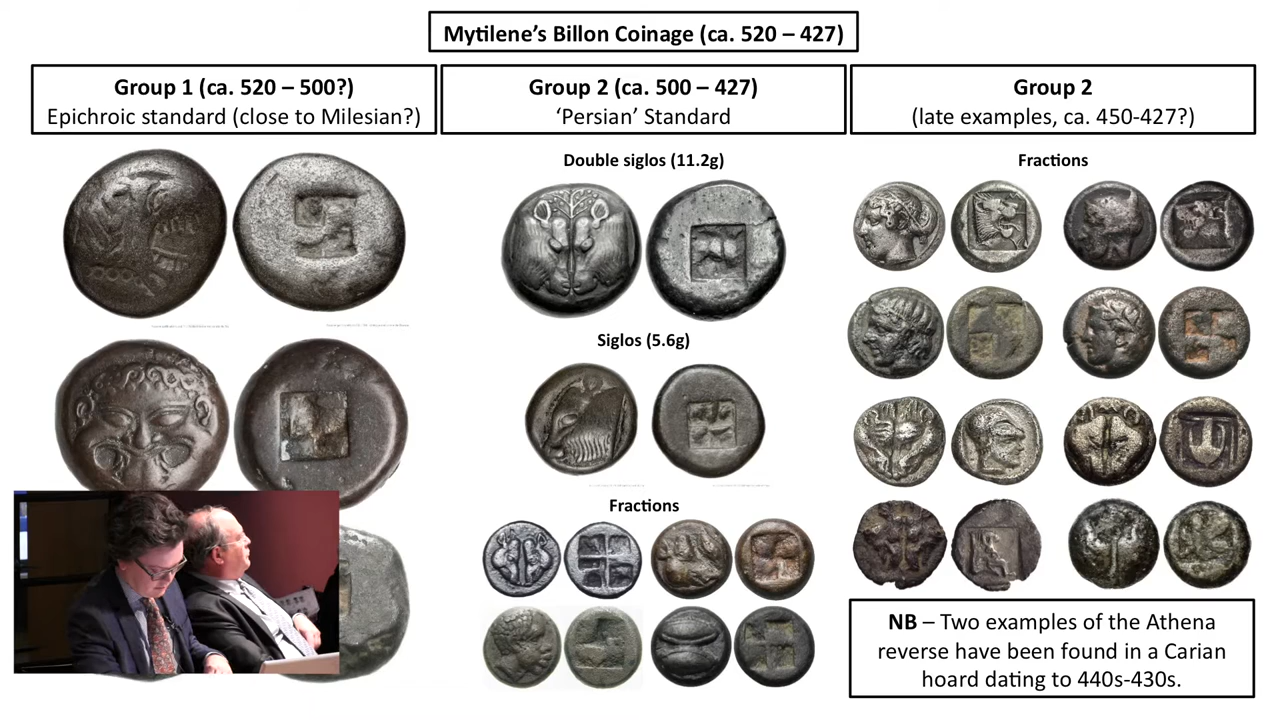 Mytilene’s Billon Coinage (ca. 520 – 427)
Group 1 (ca. 520 – 500?)
Epichroic standard (close to Milesian?)
Group 2 (ca. 500 – 427)
‘Persian’ Standard
Double siglos (11.2g)
Siglos (5.6g)
Fractions
Group 2
(late examples, ca. 450-427?)
Fractions
NB – Two examples of the Athena
reverse have been found in a Carian
hoard dating to 440s-430s.